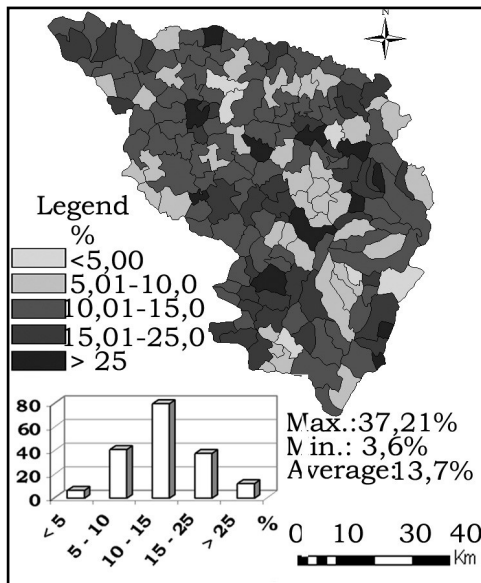 N
Legend
%
<5,00
5,01-10,0
10,01-15,0
15,01-25,0
> 25
80
60
40
20
0
< 5
5 - 10
10 - 15
15 - 25
> 25
%
Max.:37,21%
Min.: 3,6%
Average:13,7%
0 10 20 40
Km